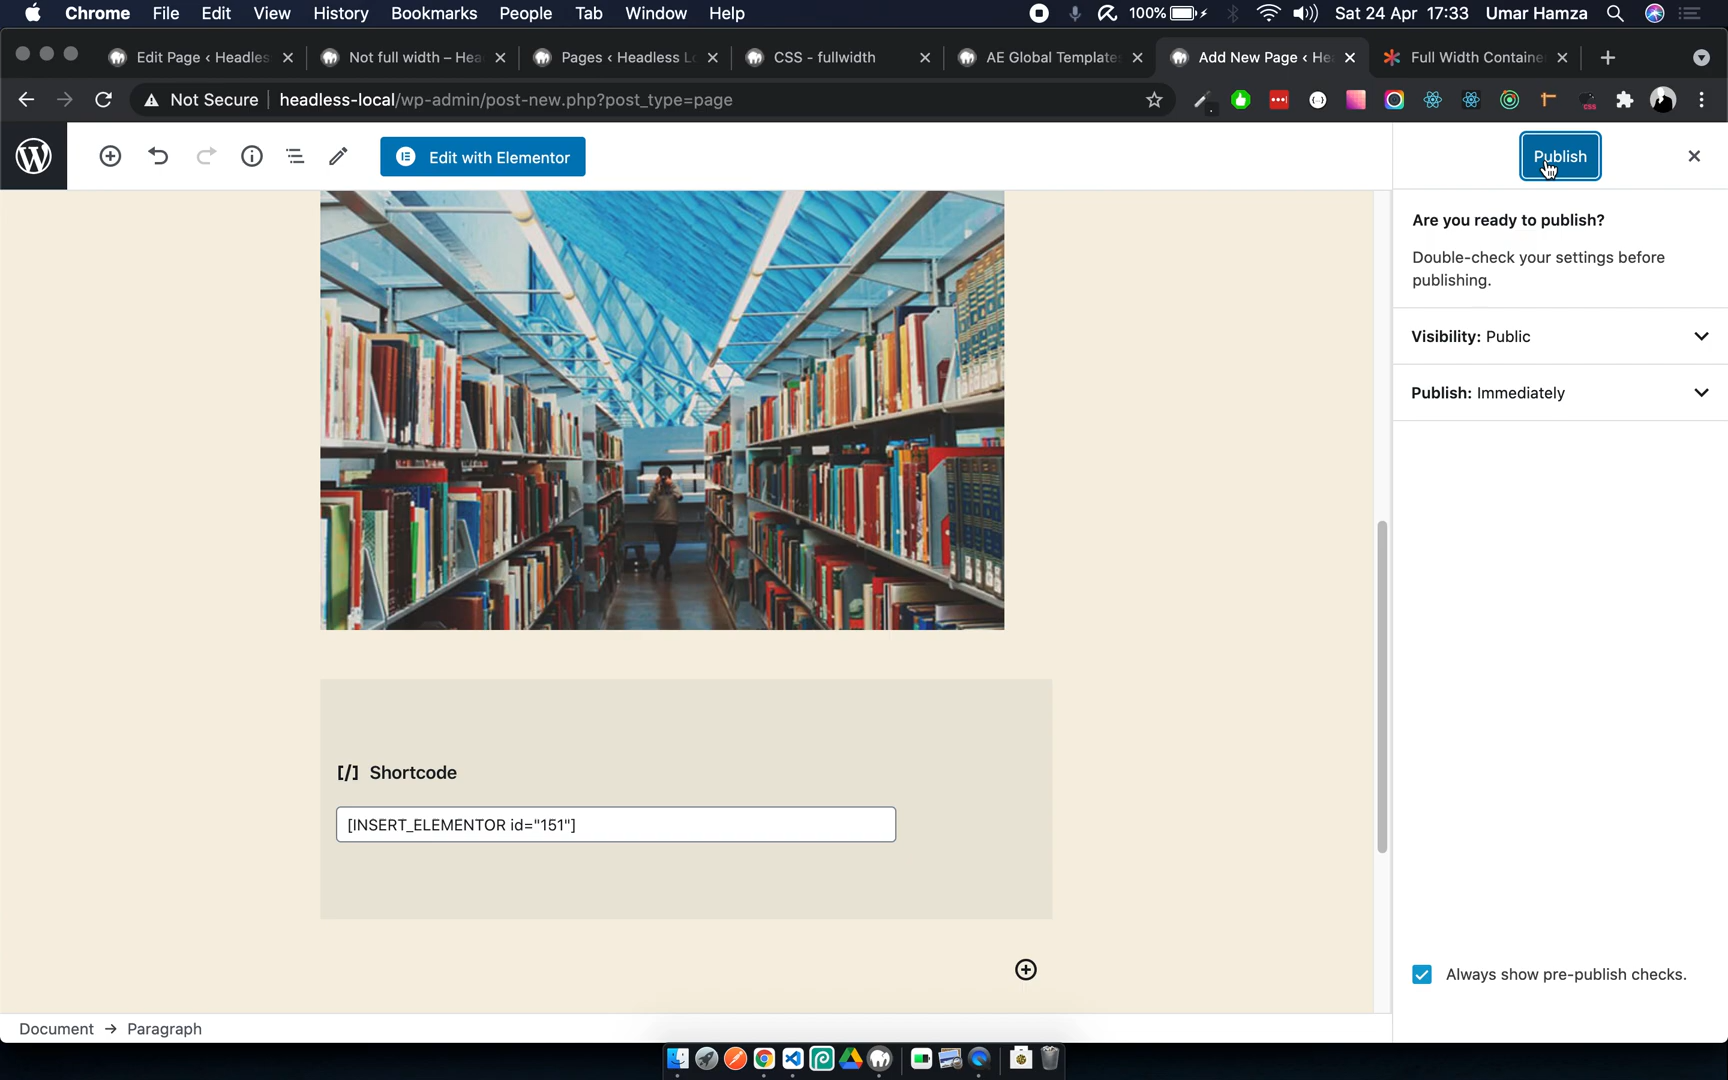 Chrome File Edit View History Bookmarks People Tab Window Help 100% Sat 24 Apr 17:33 Umar Hamza
Edit Page ‹ Headles Not full width – Hea Pages ‹ Headless Lo CSS - fullwidth AE Global Templates Add New Page ‹ He Full Width Containe
Not Secure headless-local/wp-admin/post-new.php?post_type=page
Edit with Elementor
Publish
Are you ready to publish?
Double-check your settings before
publishing.
Visibility: Public
Publish: Immediately
[/] Shortcode
[INSERT_ELEMENTOR id="151"]
Always show pre-publish checks.
Document → Paragraph